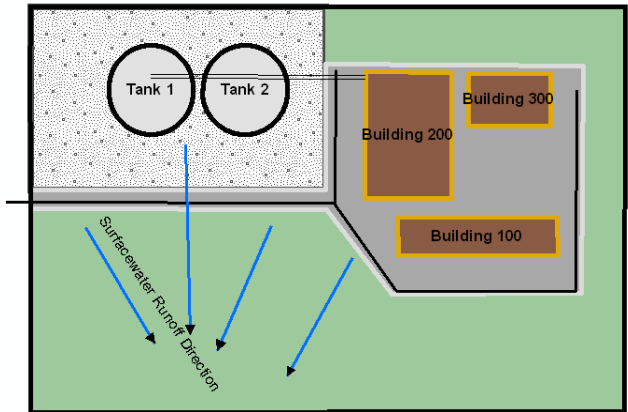 Tank 1
Tank 2
Building 200
Building 300
Building 100
Surfacewater Runoff Direction